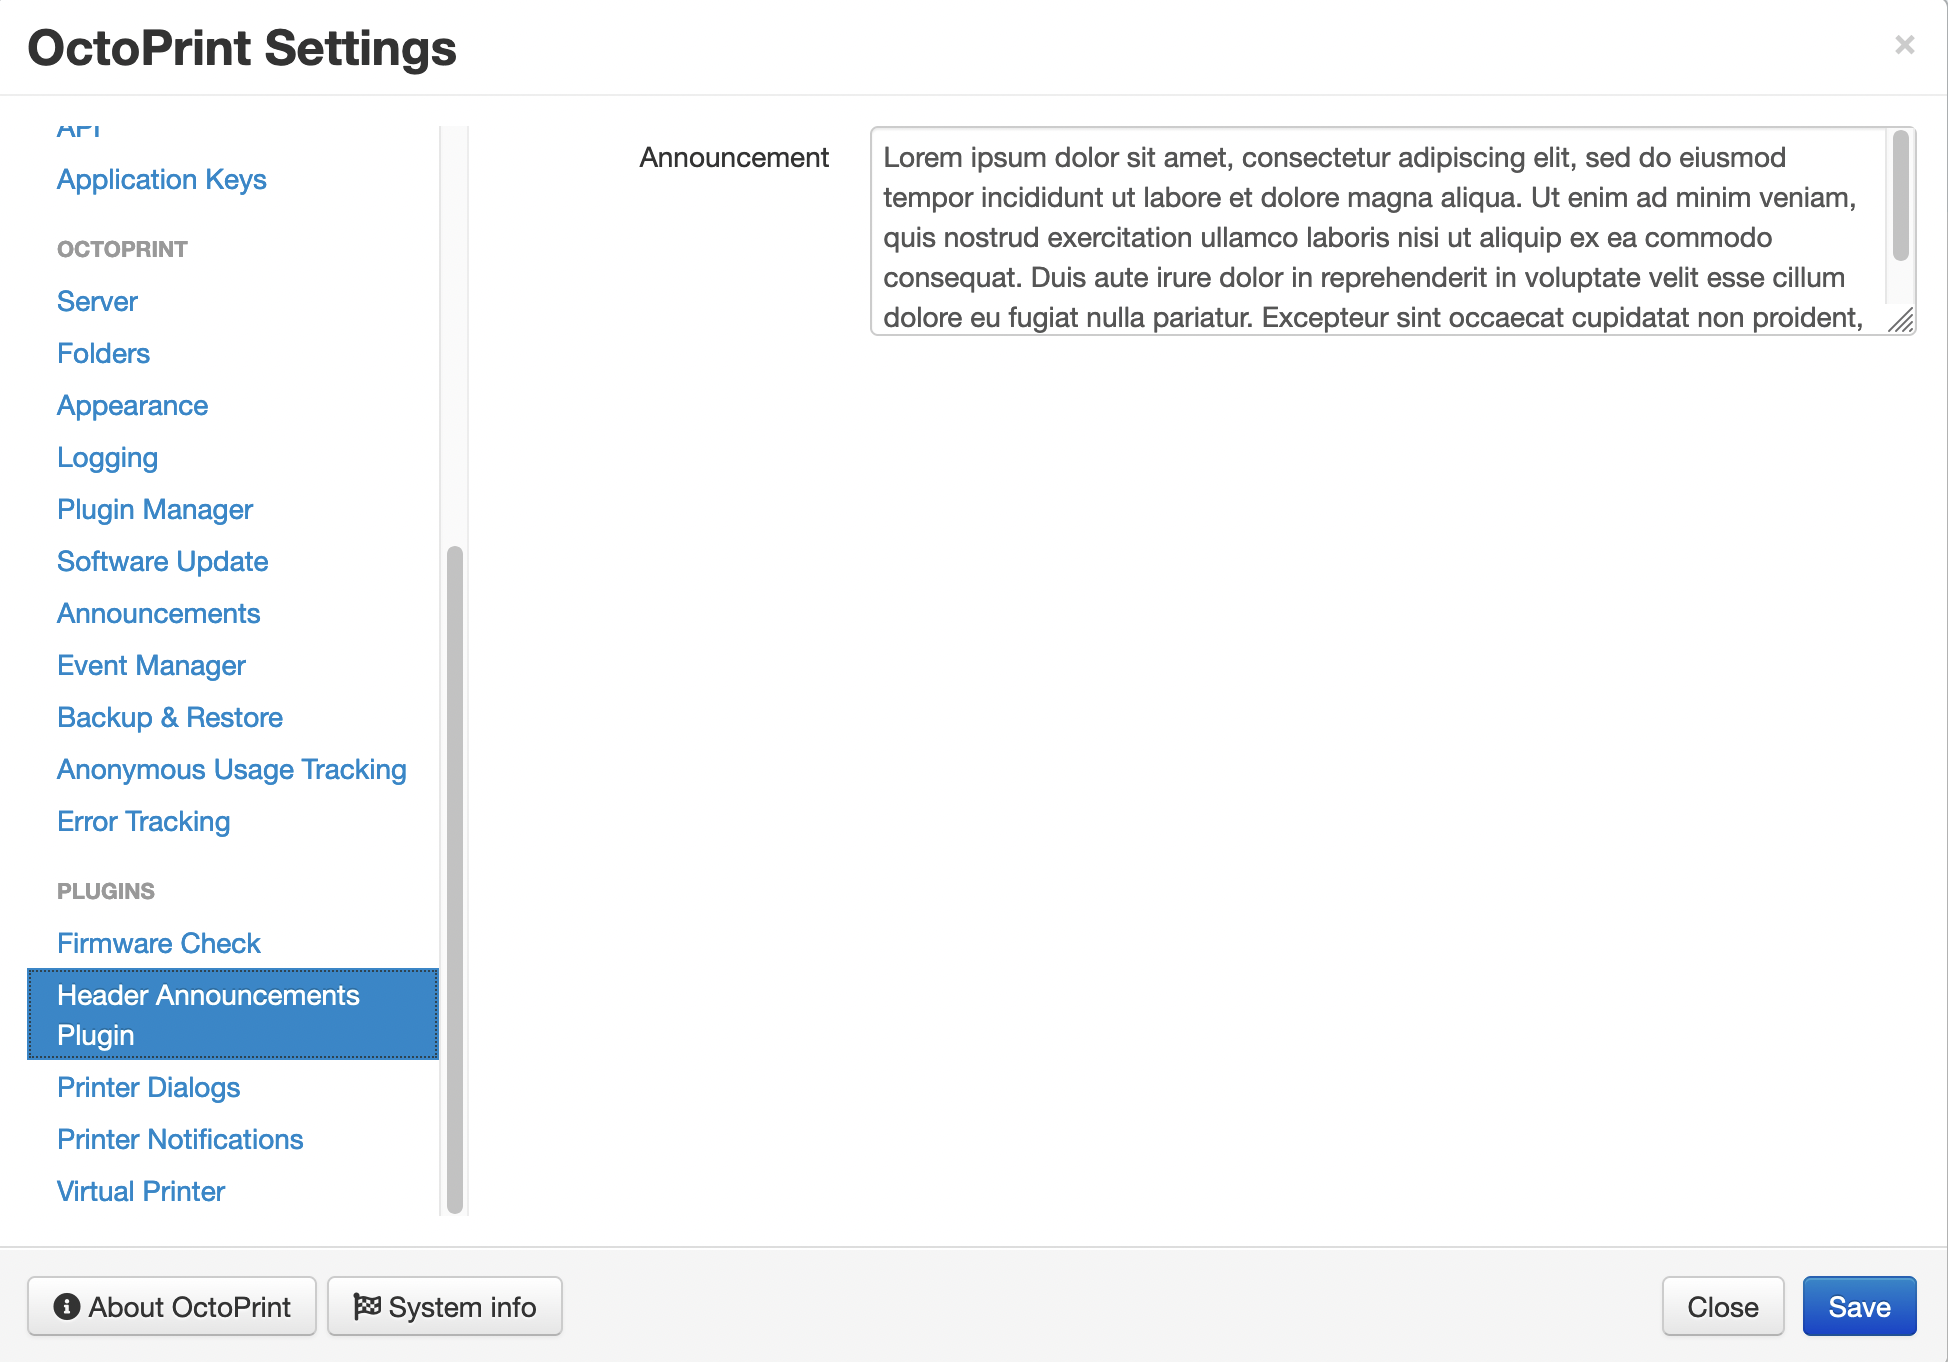 OctoPrint Settings
×
API
Application Keys
OCTOPRINT
Server
Folders
Appearance
Logging
Plugin Manager
Software Update
Announcements
Event Manager
Backup & Restore
Anonymous Usage Tracking
Error Tracking
PLUGINS
Firmware Check
Header Announcements
Plugin
Printer Dialogs
Printer Notifications
Virtual Printer
Announcement
Lorem ipsum dolor sit amet, consectetur adipiscing elit, sed do eiusmod
tempor incididunt ut labore et dolore magna aliqua. Ut enim ad minim veniam,
quis nostrud exercitation ullamco laboris nisi ut aliquip ex ea commodo
consequat. Duis aute irure dolor in reprehenderit in voluptate velit esse cillum
dolore eu fugiat nulla pariatur. Excepteur sint occaecat cupidatat non proident,
About OctoPrint
System info
Close
Save